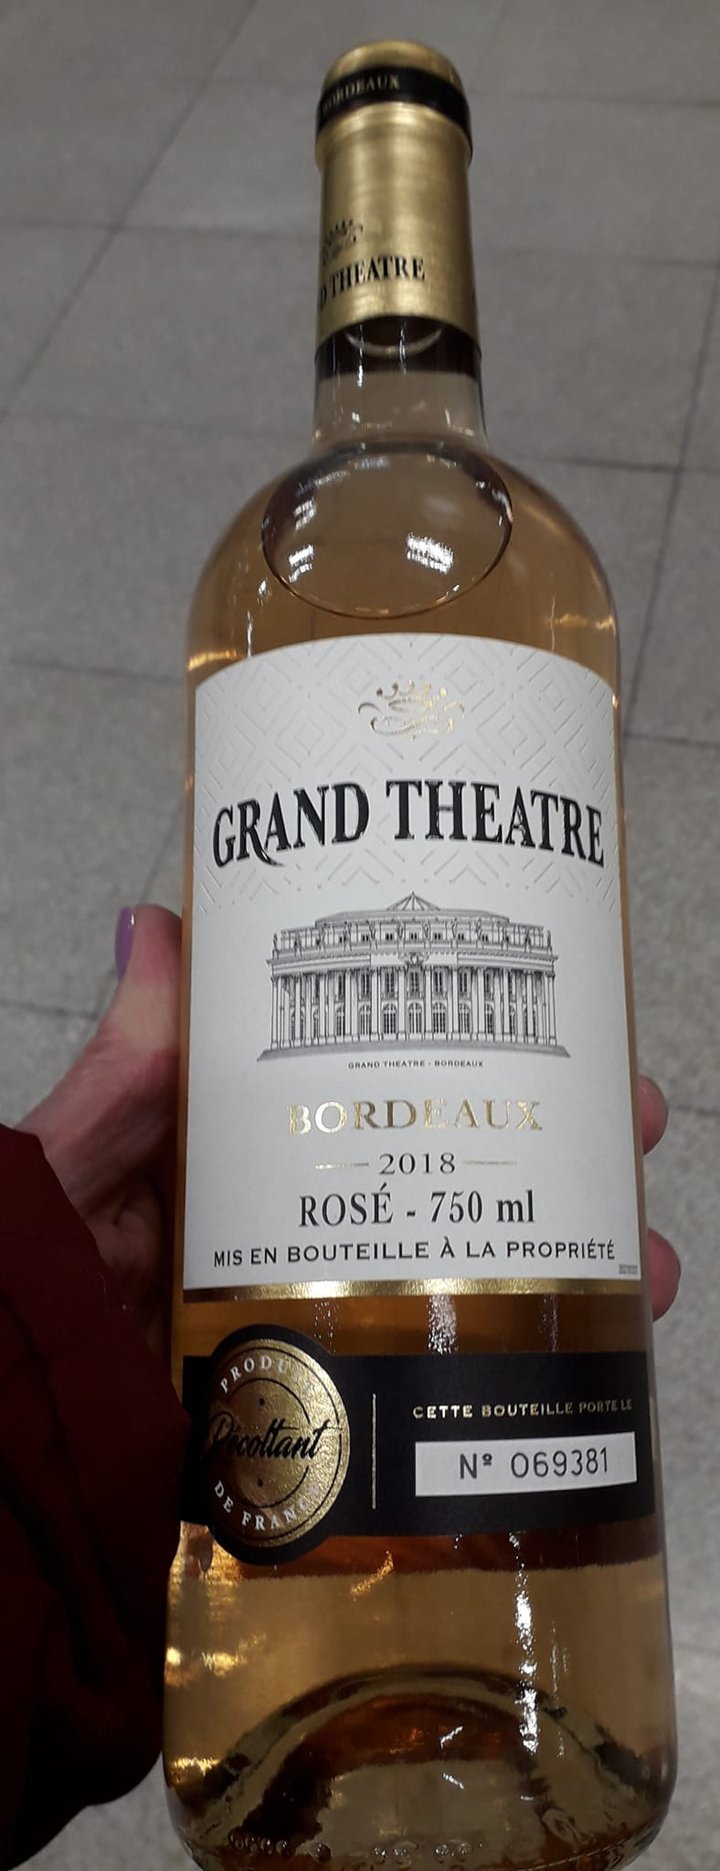 BORDEAUX
THEATRE
GRAND THEATRE
GRAND THEATRE - BORDEAUX
BORDEAUX
2018
ROSÉ - 750 ml
MIS EN BOUTEILLE À LA PROPRIÉTÉ
PRODUIT
Récoltant
DE FRANCE
CETTE BOUTEILLE PORTE LE
Nº 069381